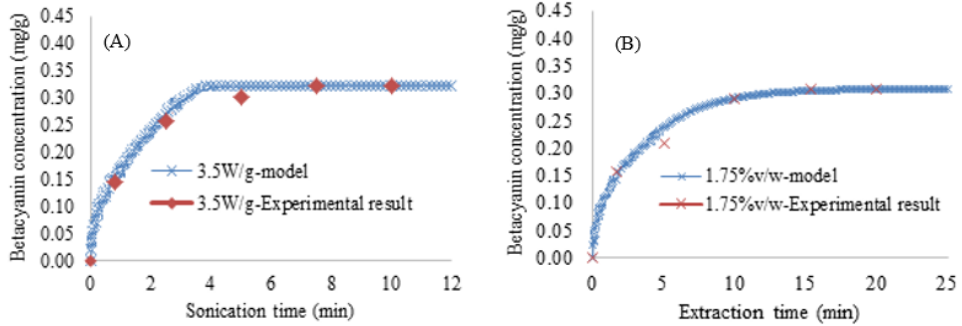 (A)
Betacyanin concentration (mg/g)
0.45
0.40
0.35
0.30
0.25
0.20
0.15
0.10
0.05
0.00
3.5W/g-model
3.5W/g-Experimental result
0 2 4 6 8 10 12
Sonication time (min)
(B)
Betacyanin concentration (mg/g)
0.45
0.40
0.35
0.30
0.25
0.20
0.15
0.10
0.05
0.00
1.75%v/w-model
1.75%v/w-Experimental result
0 5 10 15 20 25
Extraction time (min)